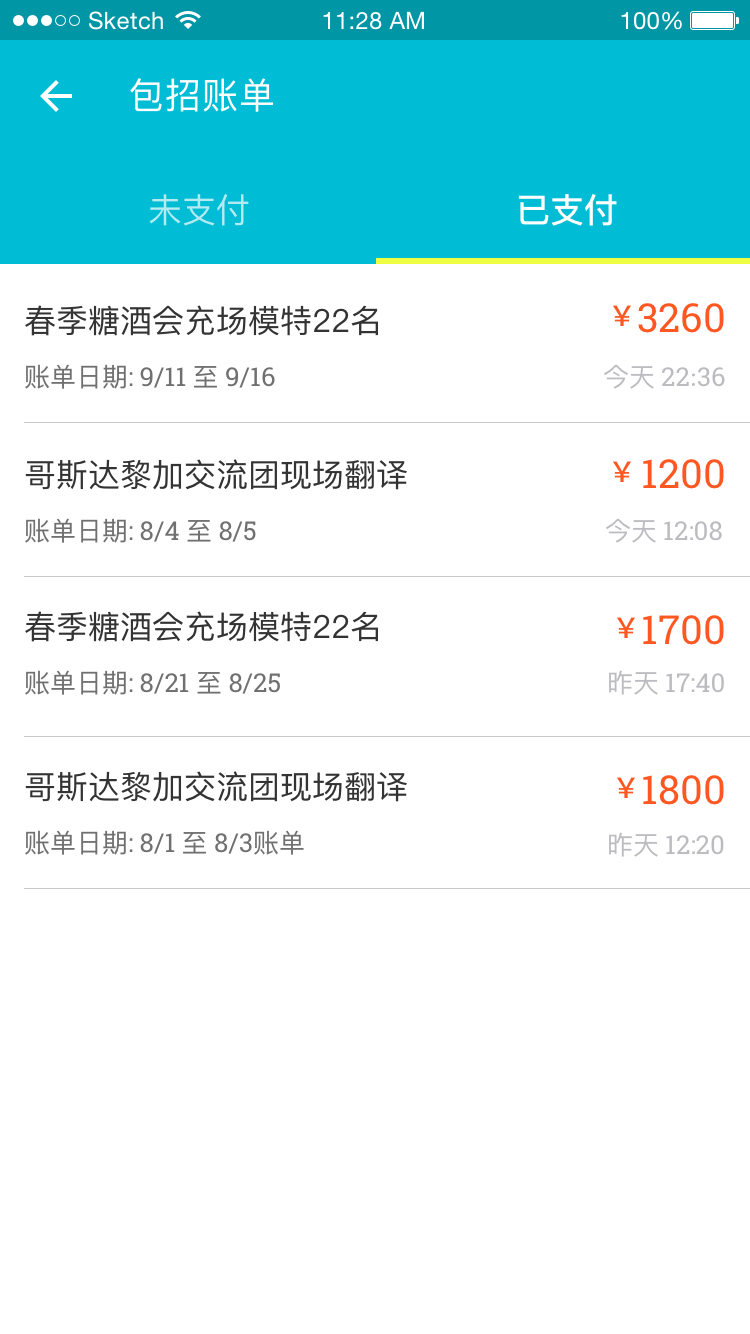 Sketch 11:28 AM 100%
包招账单
未支付 已支付
春季糖酒会充场模特22名 ¥3260
账单日期: 9/11 至 9/16 今天 22:36
哥斯达黎加交流团现场翻译 ¥1200
账单日期: 8/4 至 8/5 今天 12:08
春季糖酒会充场模特22名 ¥1700
账单日期: 8/21 至 8/25 昨天 17:40
哥斯达黎加交流团现场翻译 ¥1800
账单日期: 8/1 至 8/3账单 昨天 12:20